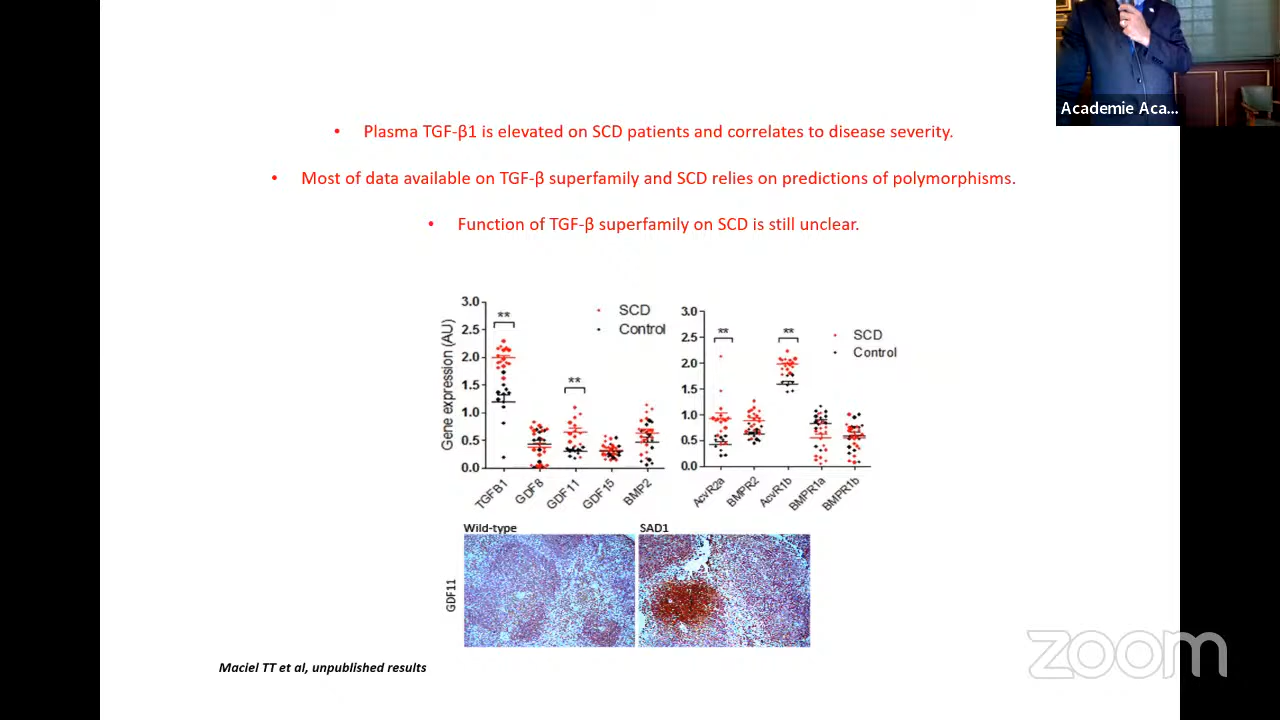 Academie Aca...
• Plasma TGF-β1 is elevated on SCD patients and correlates to disease severity.
• Most of data available on TGF-β superfamily and SCD relies on predictions of polymorphisms.
• Function of TGF-β superfamily on SCD is still unclear.
Gene expression (AU)
3.0
2.5
2.0
1.5
1.0
0.5
0.0
**
**
SCD
Control
TGFB1
GDF8
GDF11
GDF15
BMP2
3.0
2.5
2.0
1.5
1.0
0.5
0.0
**
**
SCD
Control
AcvR2a
BMPR2
AcvR1b
BMPR1a
BMPR1b
Wild-type
SAD1
GDF11
Maciel TT et al, unpublished results
zoom